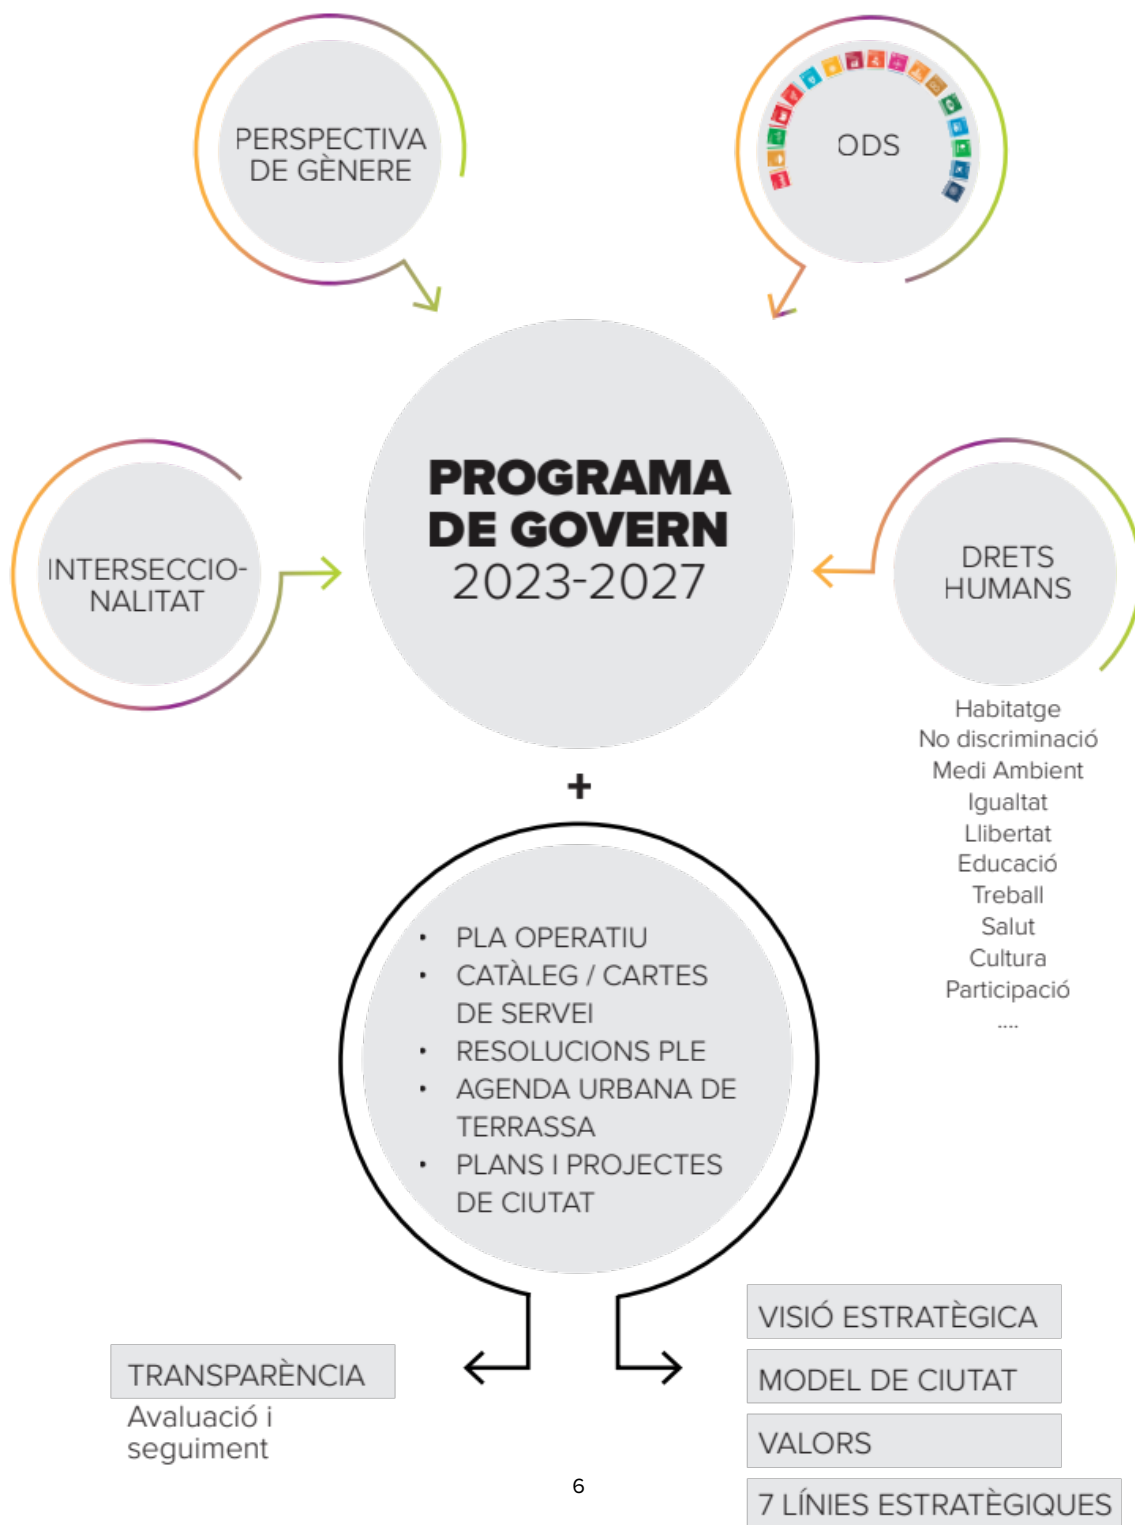 PERSPECTIVA
DE GÈNERE
ODS
PROGRAMA
DE GOVERN
2023-2027
INTERSECCIO-
NALITAT
DRETS
HUMANS
Habitatge
No discriminació
Medi Ambient
Igualtat
Llibertat
Educació
Treball
Salut
Cultura
Participació
....
+
• PLA OPERATIU
• CATÀLEG / CARTES
DE SERVEI
• RESOLUCIONS PLE
• AGENDA URBANA DE
TERRASSA
• PLANS I PROJECTES
DE CIUTAT
TRANSPARÈNCIA
Avaluació i
seguiment
VISIÓ ESTRATÈGICA
MODEL DE CIUTAT
VALORS
7 LÍNIES ESTRATÈGIQUES
6